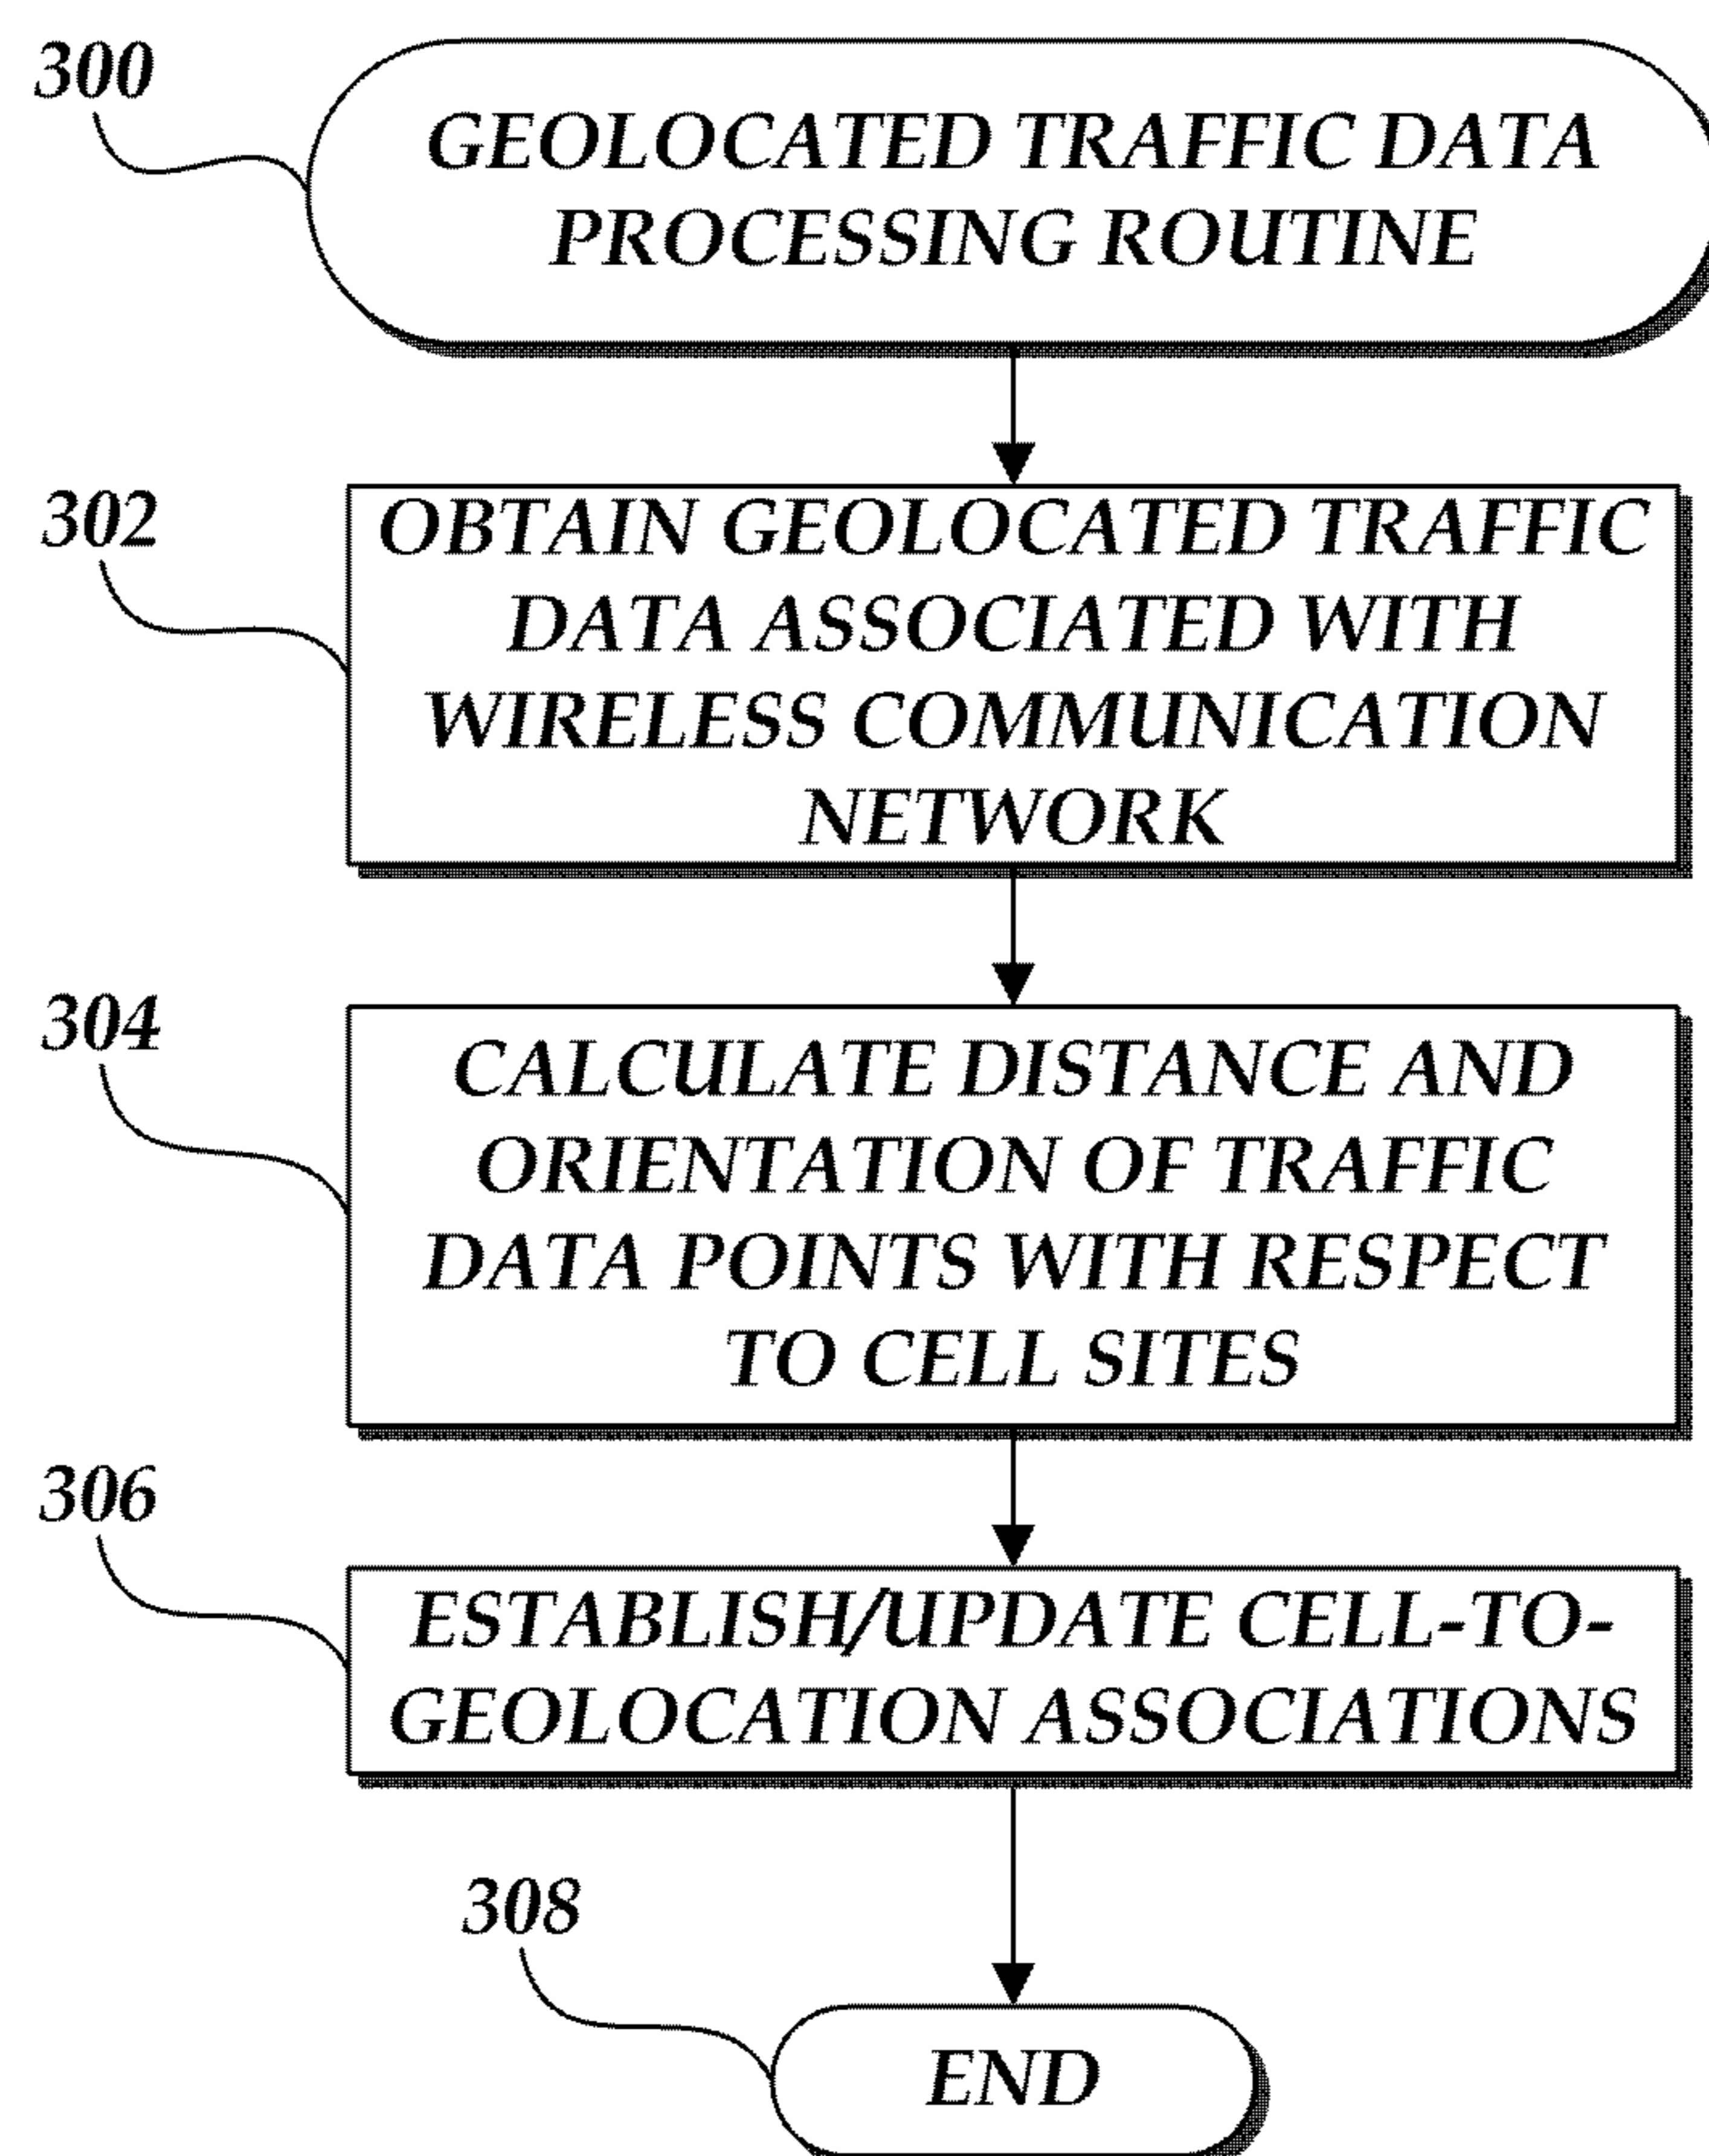 300
GEOLOCATED TRAFFIC DATA
PROCESSING ROUTINE
302
OBTAIN GEOLOCATED TRAFFIC
DATA ASSOCIATED WITH
WIRELESS COMMUNICATION
NETWORK
304
CALCULATE DISTANCE AND
ORIENTATION OF TRAFFIC
DATA POINTS WITH RESPECT
TO CELL SITES
306
ESTABLISH/UPDATE CELL-TO-
GEOLOCATION ASSOCIATIONS
308
END